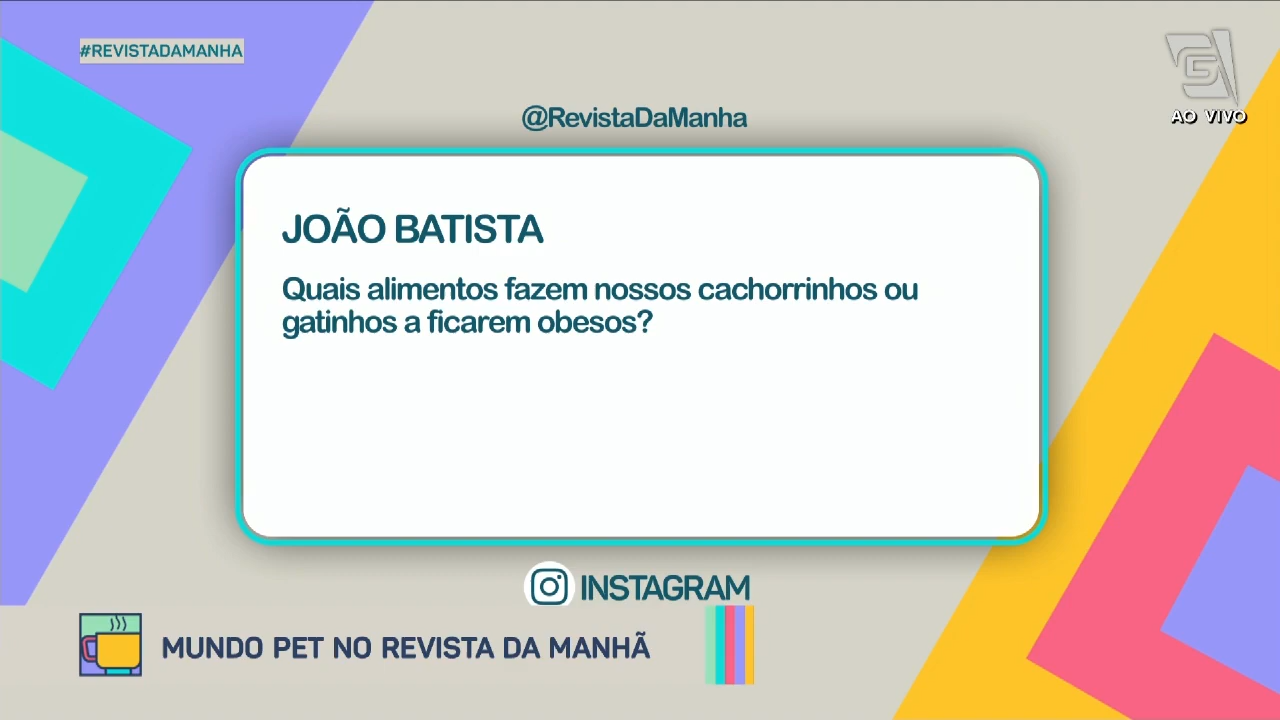 #REVISTADAMANHA
AO VIVO
@RevistaDaManha
JOÃO BATISTA
Quais alimentos fazem nossos cachorrinhos ou
gatinhos a ficarem obesos?
INSTAGRAM
MUNDO PET NO REVISTA DA MANHÃ